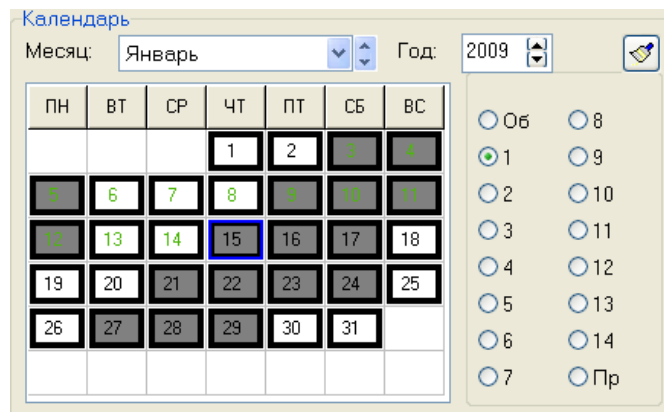 Календарь
Месяц: Январь Год: 2009
ПН ВТ СР ЧТ ПТ СБ ВС
1 2 3 4
5 6 7 8 9 10 11
12 13 14 15 16 17 18
19 20 21 22 23 24 25
26 27 28 29 30 31
Об 8
1 9
2 10
3 11
4 12
5 13
6 14
7 Пр